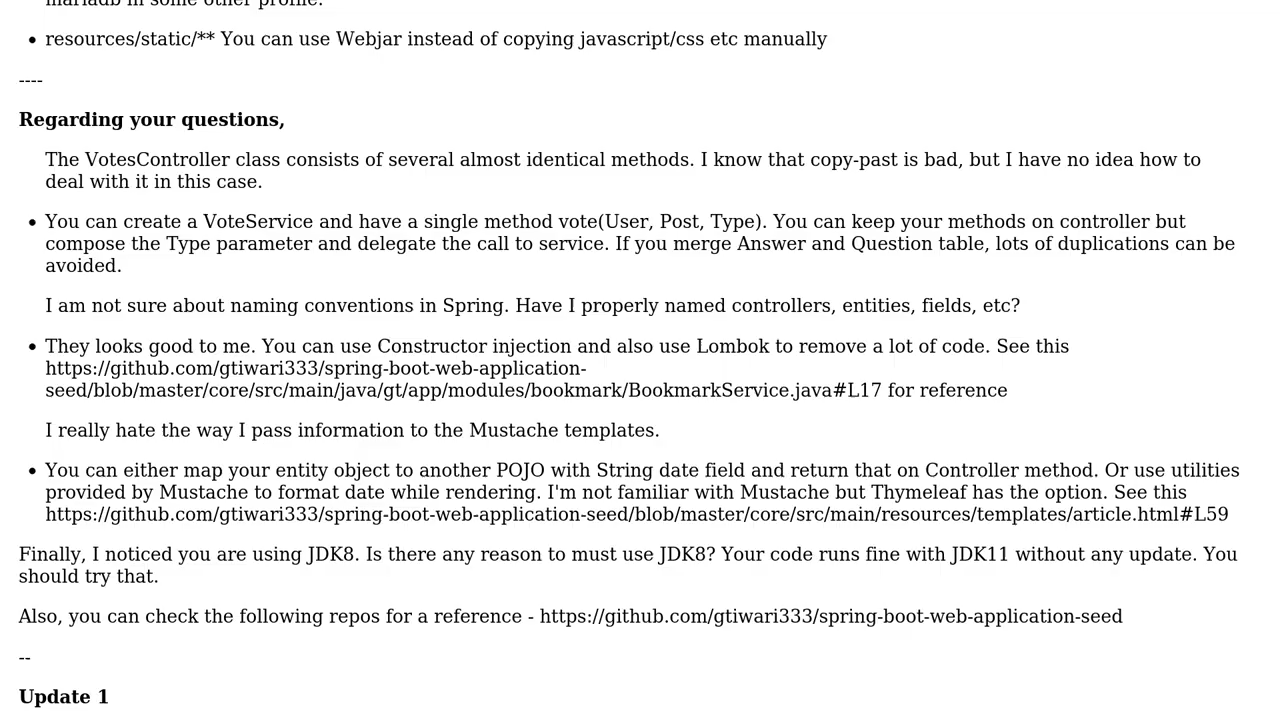 mariadb in some other profile.
• resources/static/** You can use Webjar instead of copying javascript/css etc manually
----
Regarding your questions,
The VotesController class consists of several almost identical methods. I know that copy-past is bad, but I have no idea how to
deal with it in this case.
• You can create a VoteService and have a single method vote(User, Post, Type). You can keep your methods on controller but
compose the Type parameter and delegate the call to service. If you merge Answer and Question table, lots of duplications can be
avoided.
I am not sure about naming conventions in Spring. Have I properly named controllers, entities, fields, etc?
• They looks good to me. You can use Constructor injection and also use Lombok to remove a lot of code. See this
https://github.com/gtiwari333/spring-boot-web-application-
seed/blob/master/core/src/main/java/gt/app/modules/bookmark/BookmarkService.java#L17 for reference
I really hate the way I pass information to the Mustache templates.
• You can either map your entity object to another POJO with String date field and return that on Controller method. Or use utilities
provided by Mustache to format date while rendering. I'm not familiar with Mustache but Thymeleaf has the option. See this
https://github.com/gtiwari333/spring-boot-web-application-seed/blob/master/core/src/main/resources/templates/article.html#L59
Finally, I noticed you are using JDK8. Is there any reason to must use JDK8? Your code runs fine with JDK11 without any update. You
should try that.
Also, you can check the following repos for a reference - https://github.com/gtiwari333/spring-boot-web-application-seed
--
Update 1